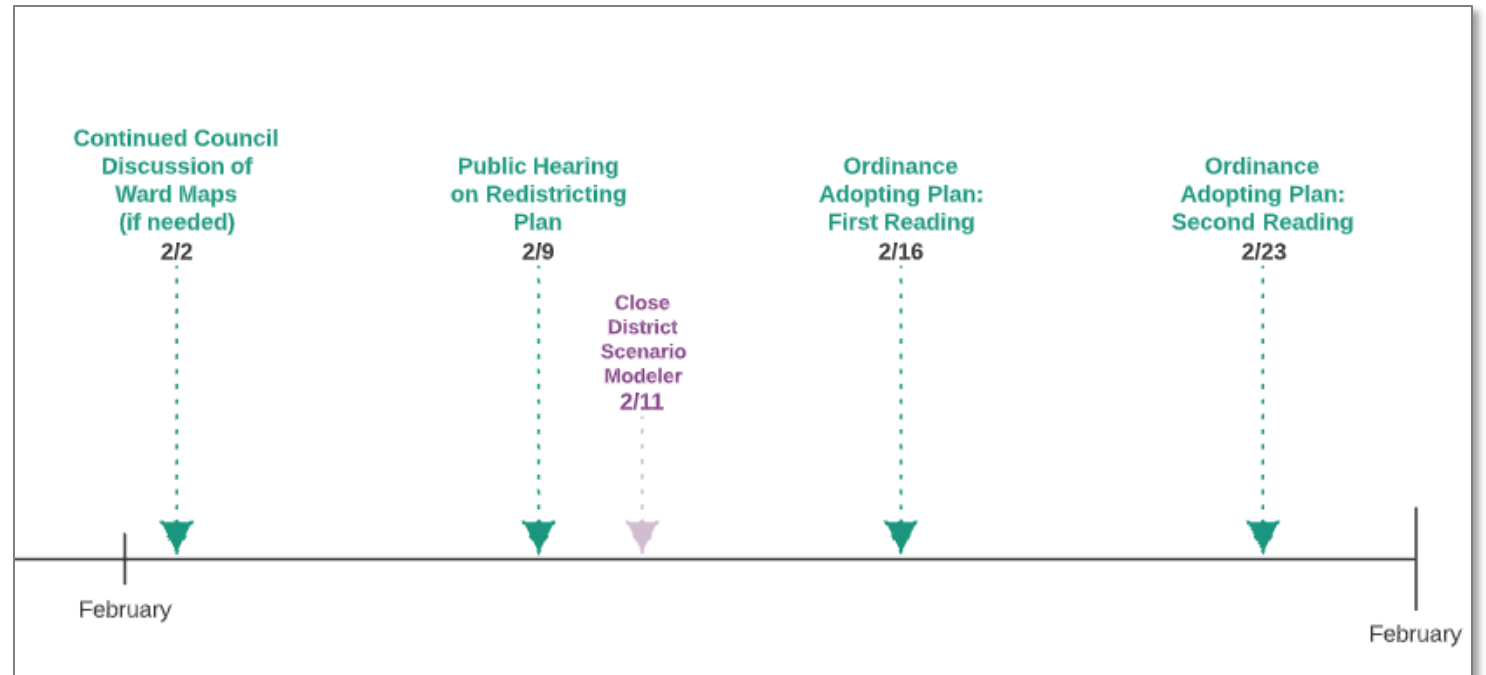 Continued Council
Discussion of
Ward Maps
(if needed)
2/2
Public Hearing
on Redistricting
Plan
2/9
Close
District
Scenario
Modeler
2/11
Ordinance
Adopting Plan:
First Reading
2/16
Ordinance
Adopting Plan:
Second Reading
2/23
February
February